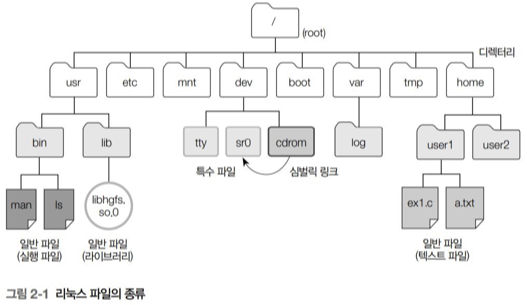 /
(root)
디렉터리
usr
etc
mnt
dev
boot
var
tmp
home
bin
lib
tty
sr0
cdrom
log
user1
user2
특수 파일
심벌릭 링크
man
ls
libhgfs.
so.0
ex1.c
a.txt
일반 파일
(실행 파일)
일반 파일
(라이브러리)
일반 파일
(텍스트 파일)
그림 2-1 리눅스 파일의 종류